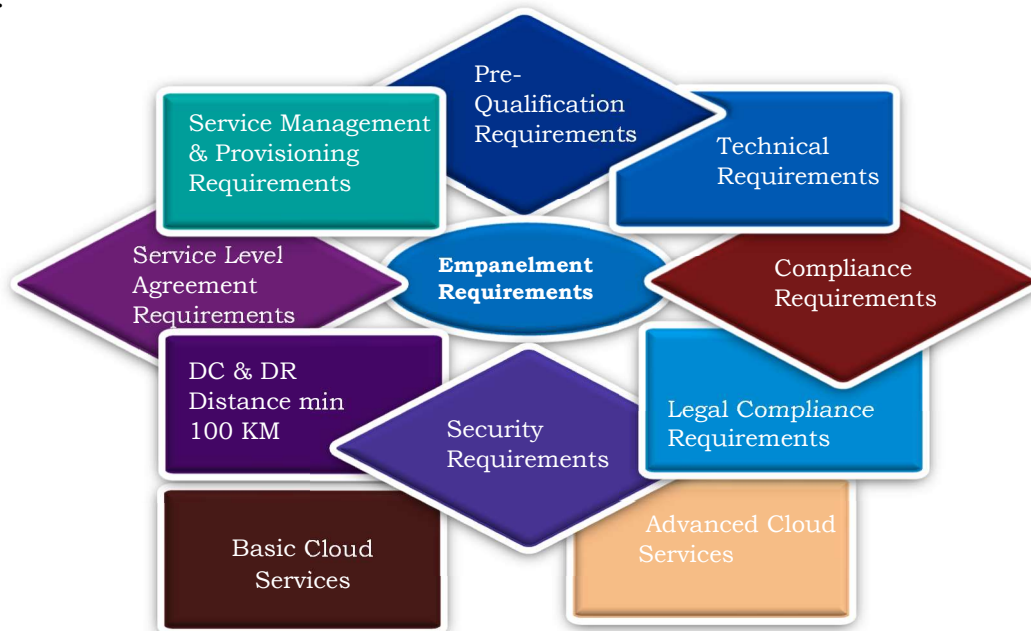 Pre-
Qualification
Requirements
Service Management
& Provisioning
Requirements
Technical
Requirements
Service Level
Agreement
Requirements
Empanelment
Requirements
Compliance
Requirements
DC & DR
Distance min
100 KM
Security
Requirements
Legal Compliance
Requirements
Basic Cloud
Services
Advanced Cloud
Services